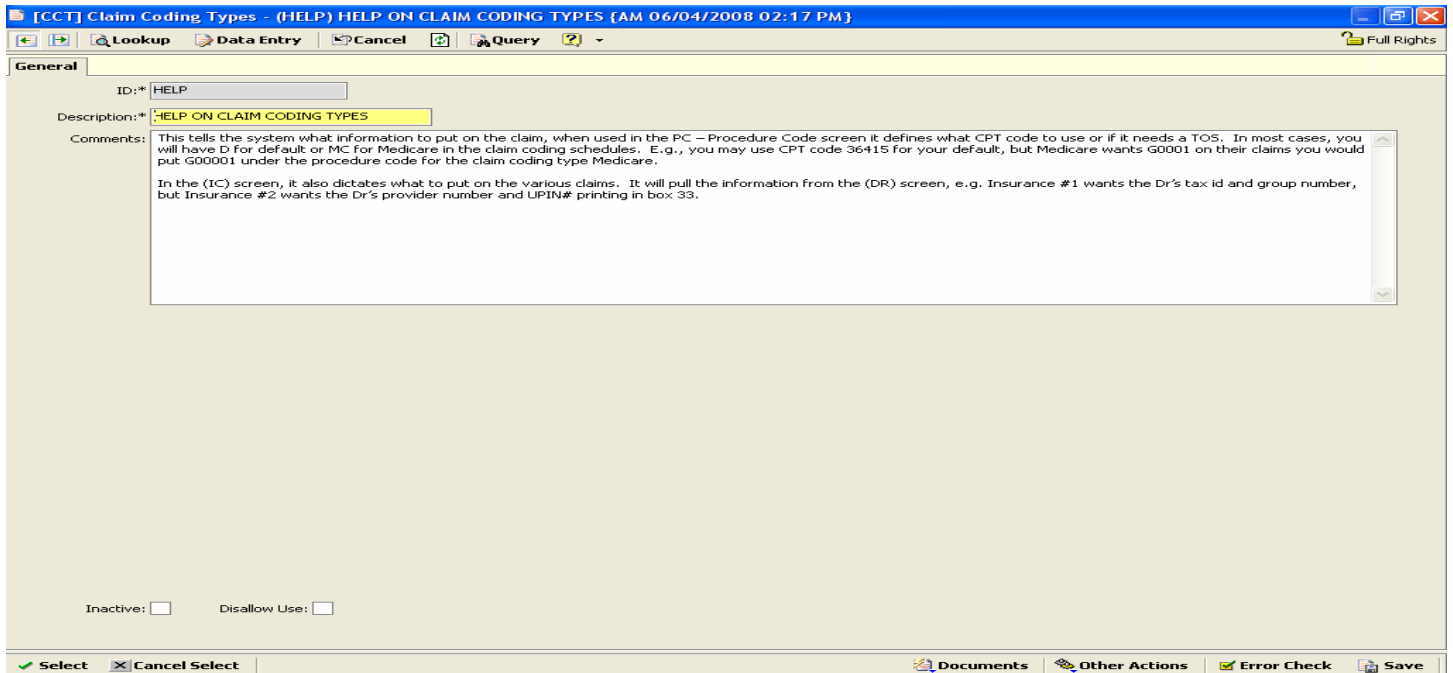 [CCT] Claim Coding Types - (HELP) HELP ON CLAIM CODING TYPES {AM 06/04/2008 02:17 PM}
Lookup Data Entry Cancel Query Full Rights
General
ID:* HELP
Description:* HELP ON CLAIM CODING TYPES
Comments: This tells the system what information to put on the claim, when used in the PC – Procedure Code screen it defines what CPT code to use or if it needs a TOS. In most cases, you
will have D for default or MC for Medicare in the claim coding schedules. E.g., you may use CPT code 36415 for your default, but Medicare wants G0001 on their claims you would
put G00001 under the procedure code for the claim coding type Medicare.
In the (IC) screen, it also dictates what to put on the various claims. It will pull the information from the (DR) screen, e.g. Insurance #1 wants the Dr's tax id and group number,
but Insurance #2 wants the Dr's provider number and UPIN# printing in box 33.
Inactive: Disallow Use:
Select Cancel Select Documents Other Actions Error Check Save